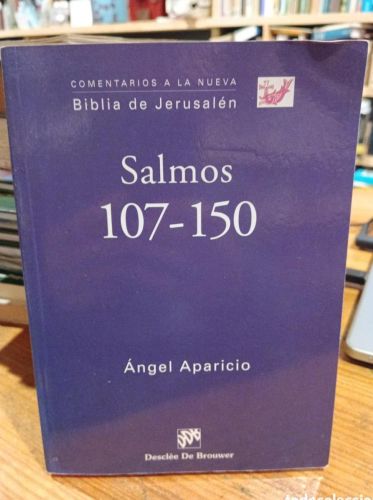 COMENTARIOS A LA NUEVA
Biblia de Jerusalén
Salmos
107-150
Ángel Aparicio
Desclée De Brouwer